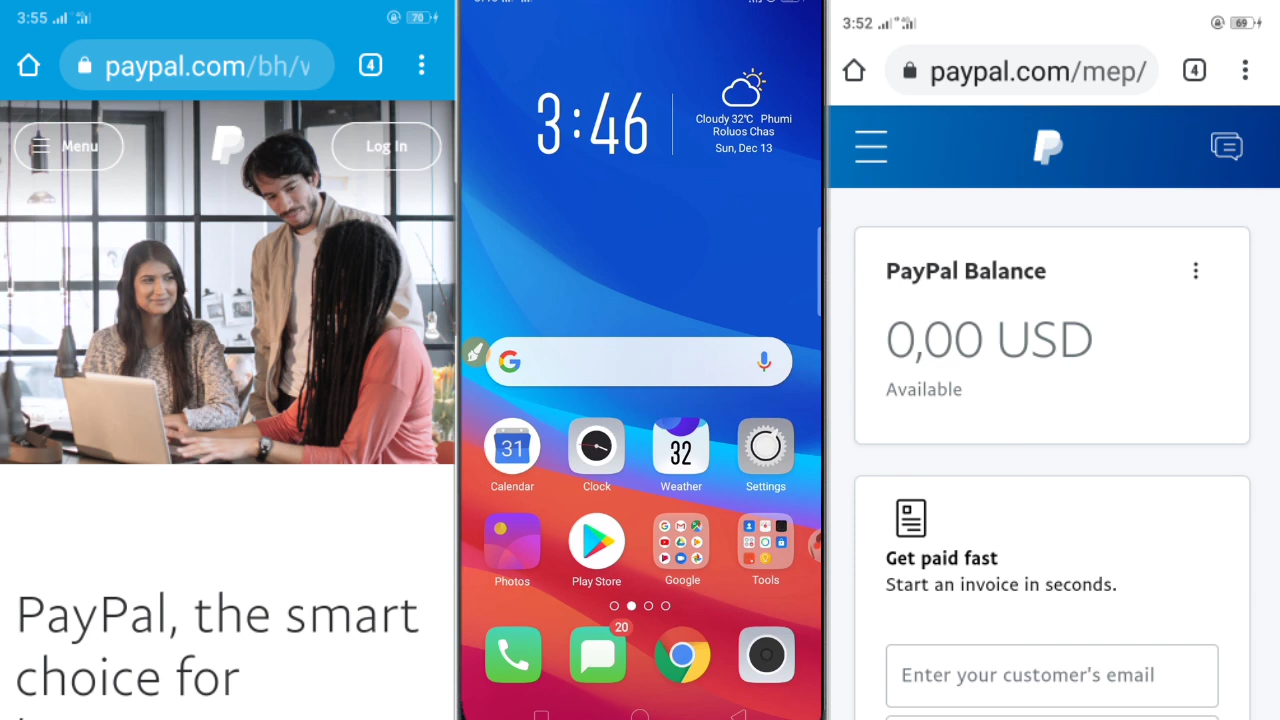 3:55
70
paypal.com/bh/v
4
Menu
Log In
PayPal, the smart
choice for
3:46
Cloudy 32℃ Phumi
Roluos Chas
Sun, Dec 13
31
32
Calendar
Clock
Weather
Settings
Photos
Play Store
Google
Tools
20
3:52
69
paypal.com/mep/
4
PayPal Balance
0,00 USD
Available
Get paid fast
Start an invoice in seconds.
Enter your customer's email